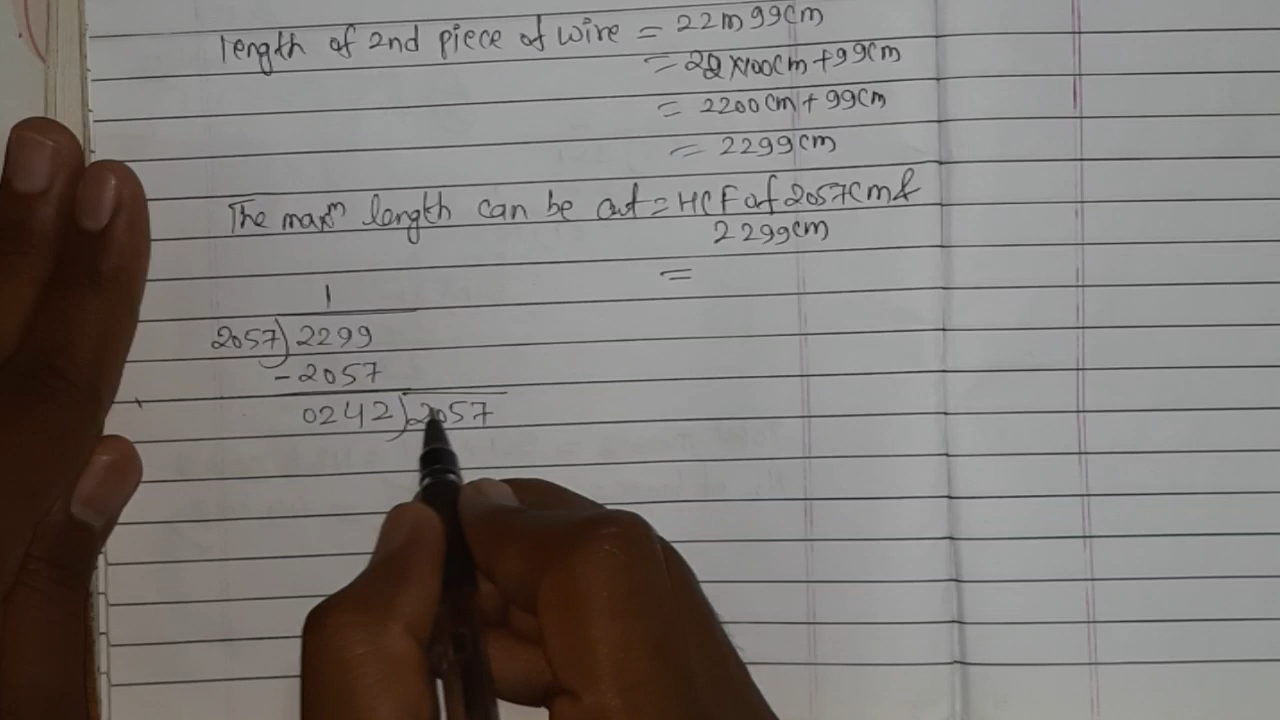 length of 2nd piece of wire = 22m 99cm
= 22 x100cm + 99cm
= 2200cm + 99cm
= 2299cm
The maxm length can be cut = HCF of 2057cm &
2299cm
=
1
2057) 2299
- 2057
0242) 2057